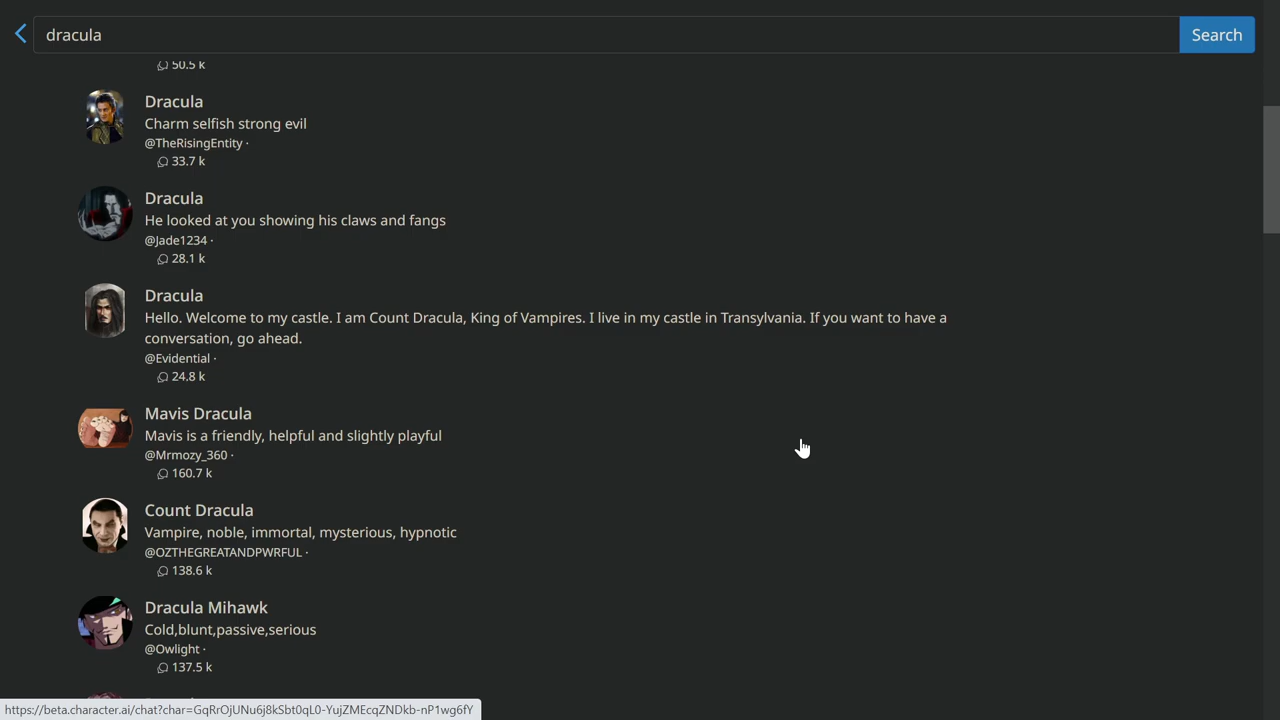 dracula
Search
50.5 k
Dracula
Charm selfish strong evil
@TheRisingEntity ·
33.7 k
Dracula
He looked at you showing his claws and fangs
@Jade1234 ·
28.1 k
Dracula
Hello. Welcome to my castle. I am Count Dracula, King of Vampires. I live in my castle in Transylvania. If you want to have a
conversation, go ahead.
@Evidential ·
24.8 k
Mavis Dracula
Mavis is a friendly, helpful and slightly playful
@Mrmozy_360 ·
160.7 k
Count Dracula
Vampire, noble, immortal, mysterious, hypnotic
@OZTHEGREATANDPWRFUL ·
138.6 k
Dracula Mihawk
Cold,blunt,passive,serious
@Owlight ·
137.5 k
https://beta.character.ai/chat?char=GqRrOjUNu6j8kSbt0qL0-YujZMEcqZNDkb-nP1wg6fY